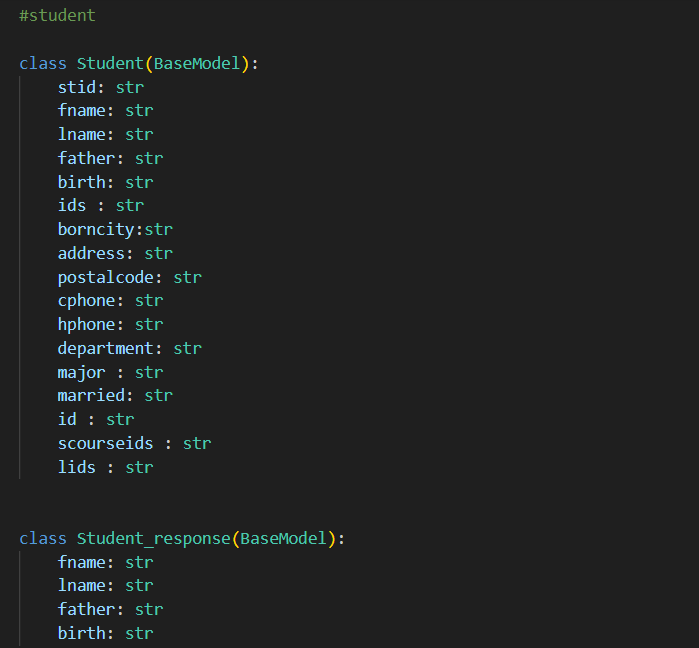 #student
class Student(BaseModel):
    stid: str
    fname: str
    lname: str
    father: str
    birth: str
    ids : str
    borncity:str
    address: str
    postalcode: str
    cphone: str
    hphone: str
    department: str
    major : str
    married: str
    id : str
    scourseids : str
    lids : str
class Student_response(BaseModel):
    fname: str
    lname: str
    father: str
    birth: str